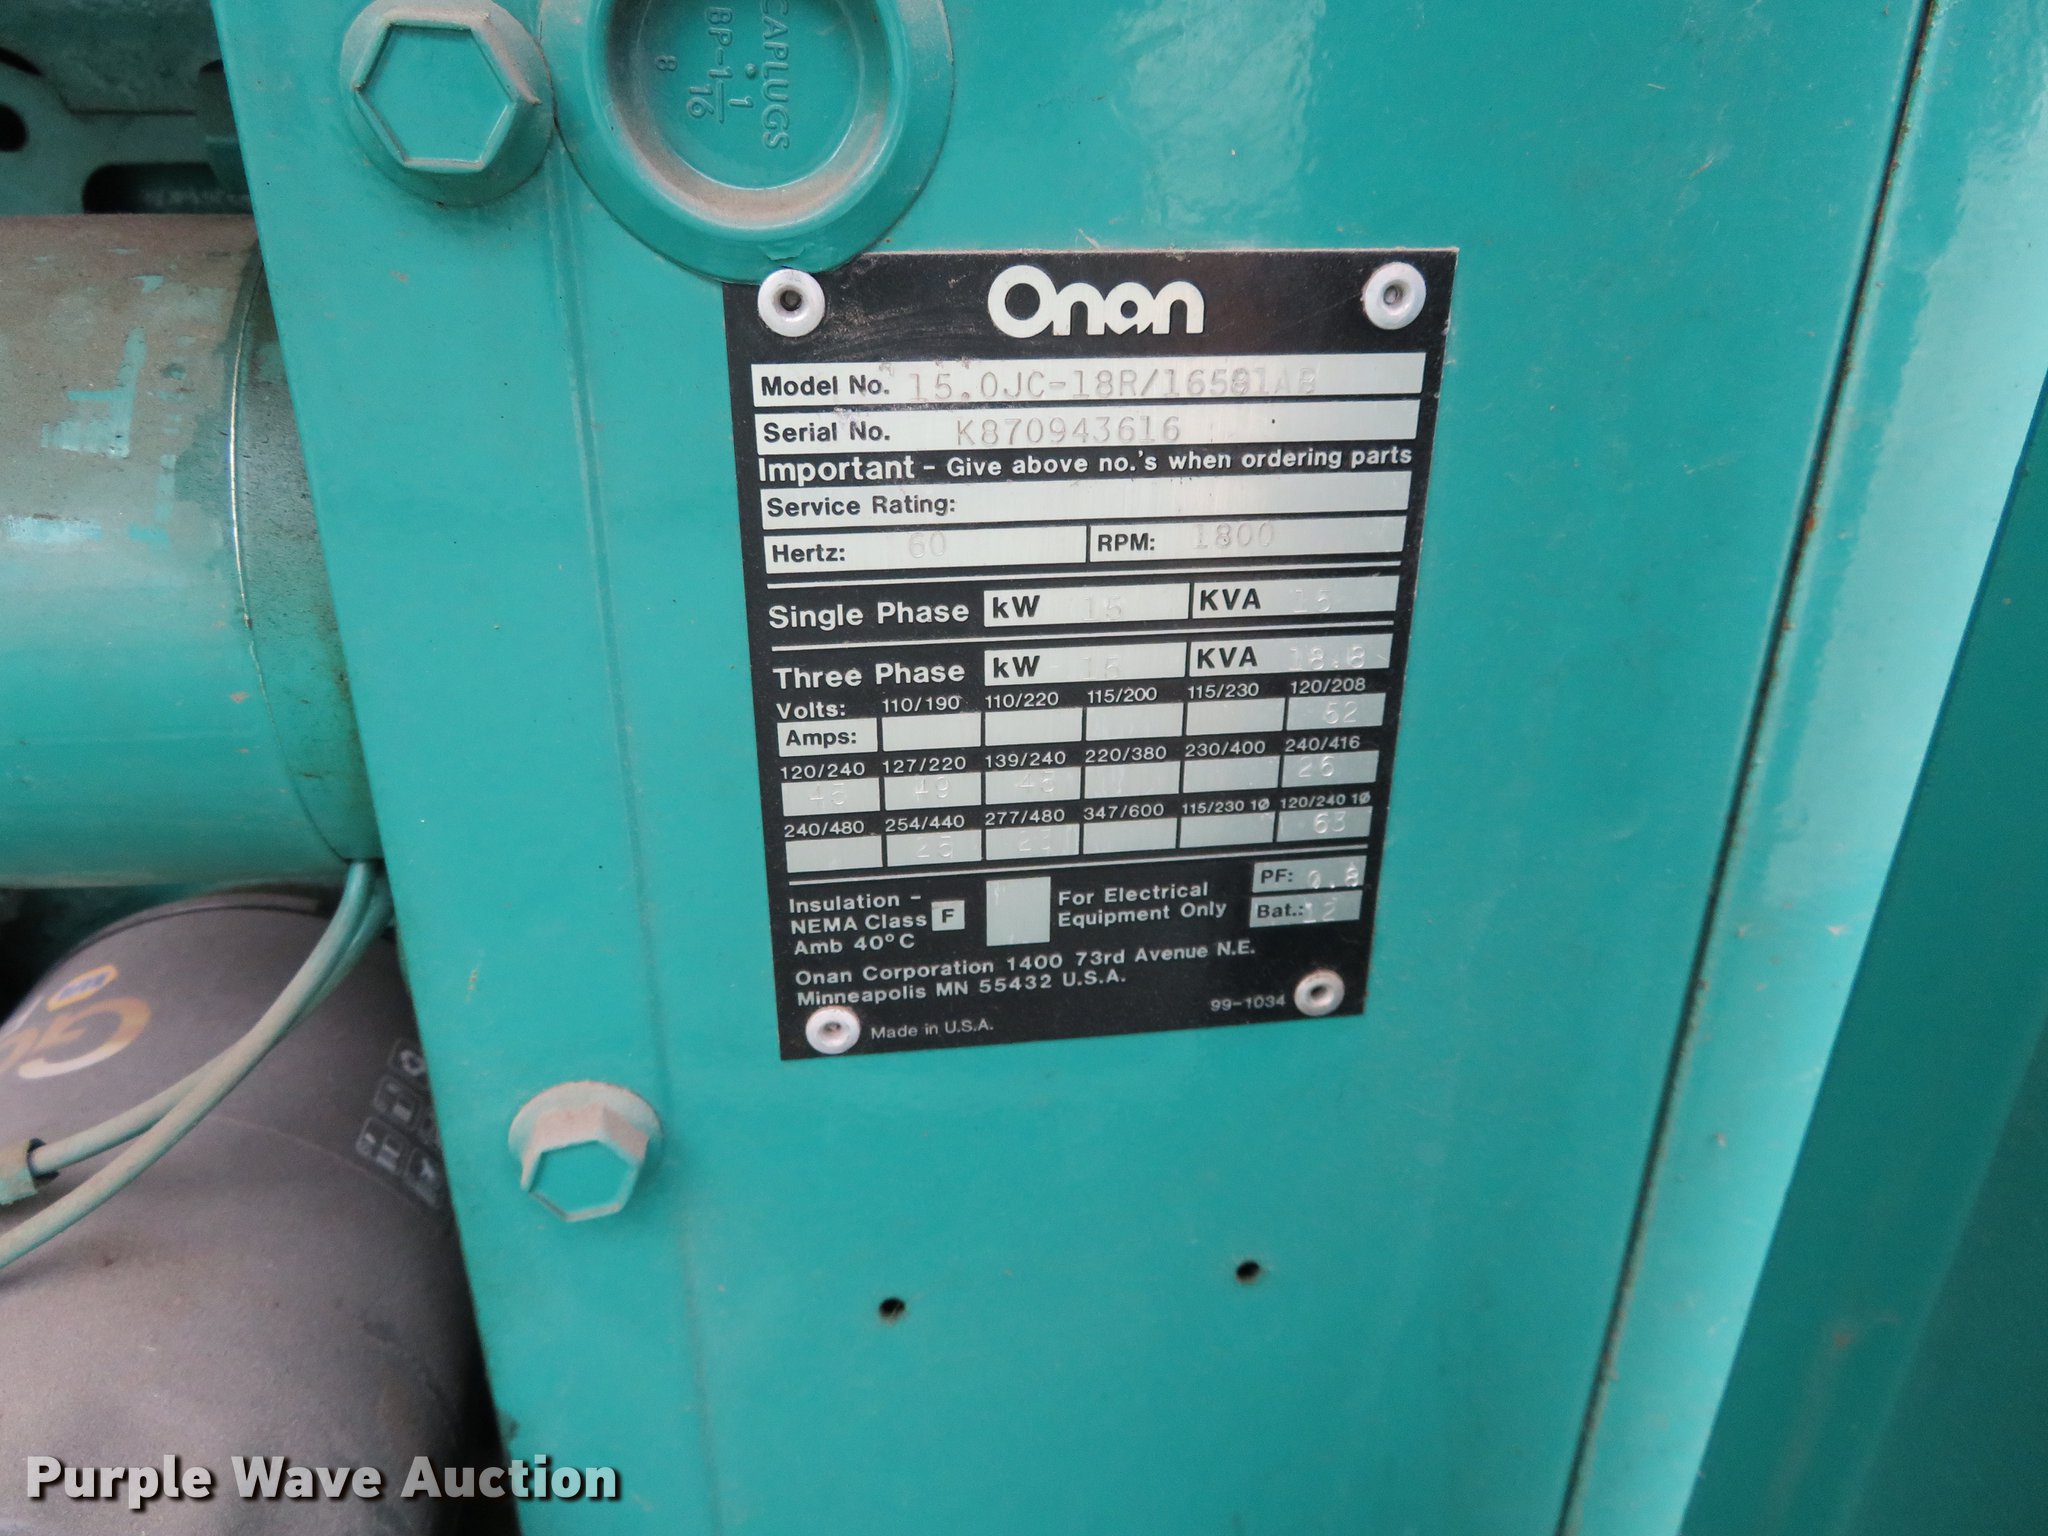 CAPLUGS
BP-1 1/16
8
Onan
Model No. 15.0JC-18R/16581AB
Serial No. K870943616
Important - Give above no.'s when ordering parts
Service Rating:
Hertz: 60 RPM: 1800
Single Phase kW 15 KVA 15
Three Phase kW 15 KVA 18.8
Volts: 110/190 110/220 115/200 115/230 120/208
Amps: 52
120/240 127/220 139/240 220/380 230/400 240/416
45 49 45 26
240/480 254/440 277/480 347/600 115/230 1Ø 120/240 1Ø
25 23 63
Insulation -
NEMA Class F
Amb 40°C
For Electrical
Equipment Only
PF: 0.8
Bat.: 12
Onan Corporation 1400 73rd Avenue N.E.
Minneapolis MN 55432 U.S.A.
99-1034
Made in U.S.A.
Purple Wave Auction